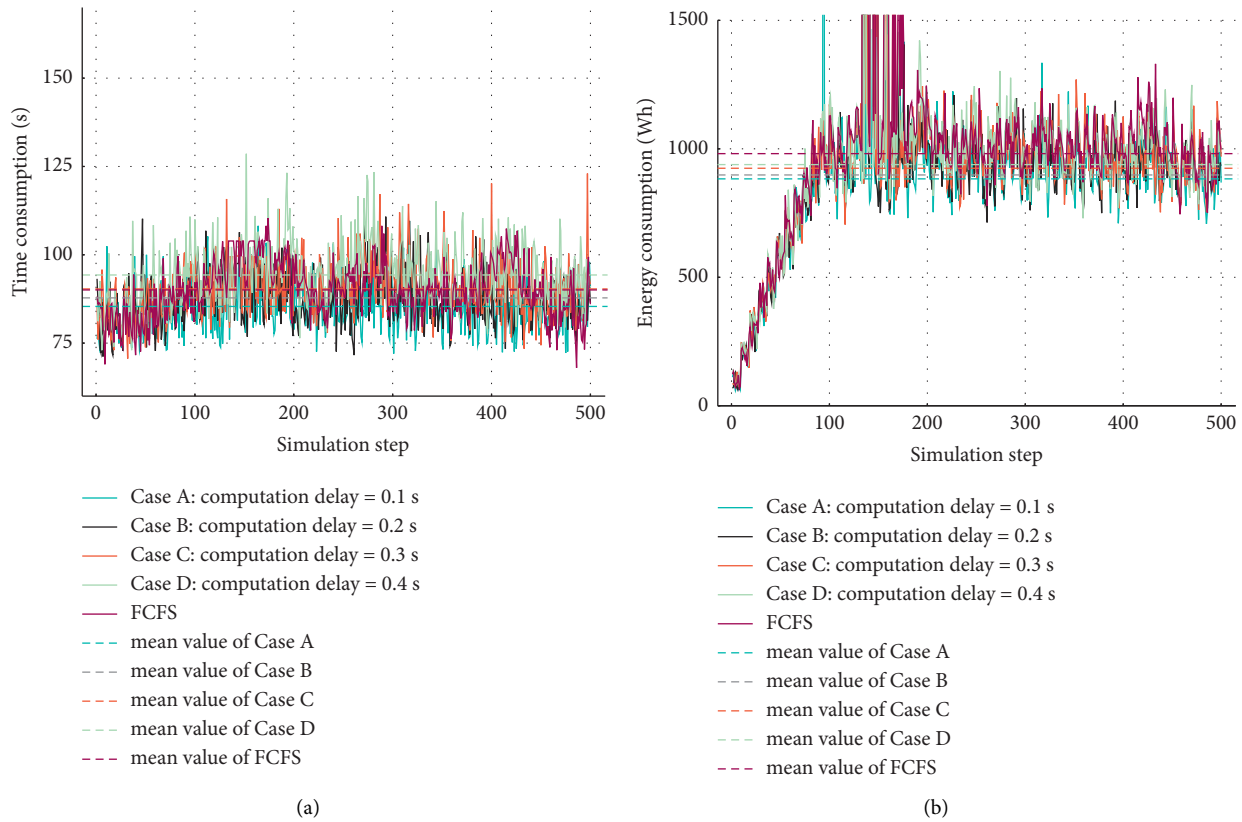 Time consumption (s)
150
125
100
75
0
100
200
300
400
500
Simulation step
Case A: computation delay = 0.1 s
Case B: computation delay = 0.2 s
Case C: computation delay = 0.3 s
Case D: computation delay = 0.4 s
FCFS
mean value of Case A
mean value of Case B
mean value of Case C
mean value of Case D
mean value of FCFS
(a)
Energy consumption (Wh)
1500
1000
500
0
0
100
200
300
400
500
Simulation step
Case A: computation delay = 0.1 s
Case B: computation delay = 0.2 s
Case C: computation delay = 0.3 s
Case D: computation delay = 0.4 s
FCFS
mean value of Case A
mean value of Case B
mean value of Case C
mean value of Case D
mean value of FCFS
(b)